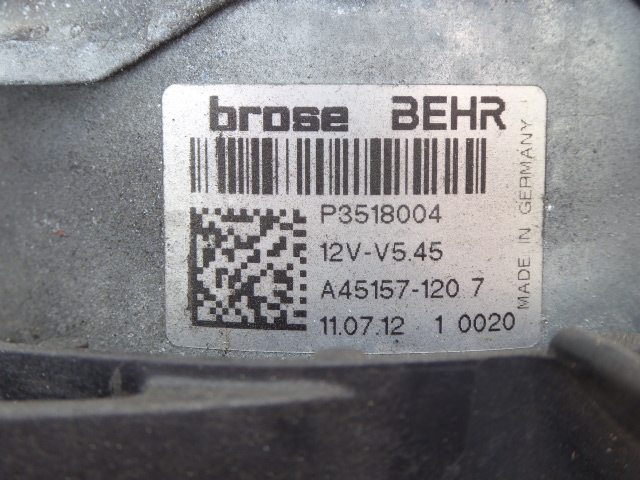 brose BEHR
P3518004
12V-V5.45
A45157-120 7
11.07.12 1 0020
MADE IN GERMANY